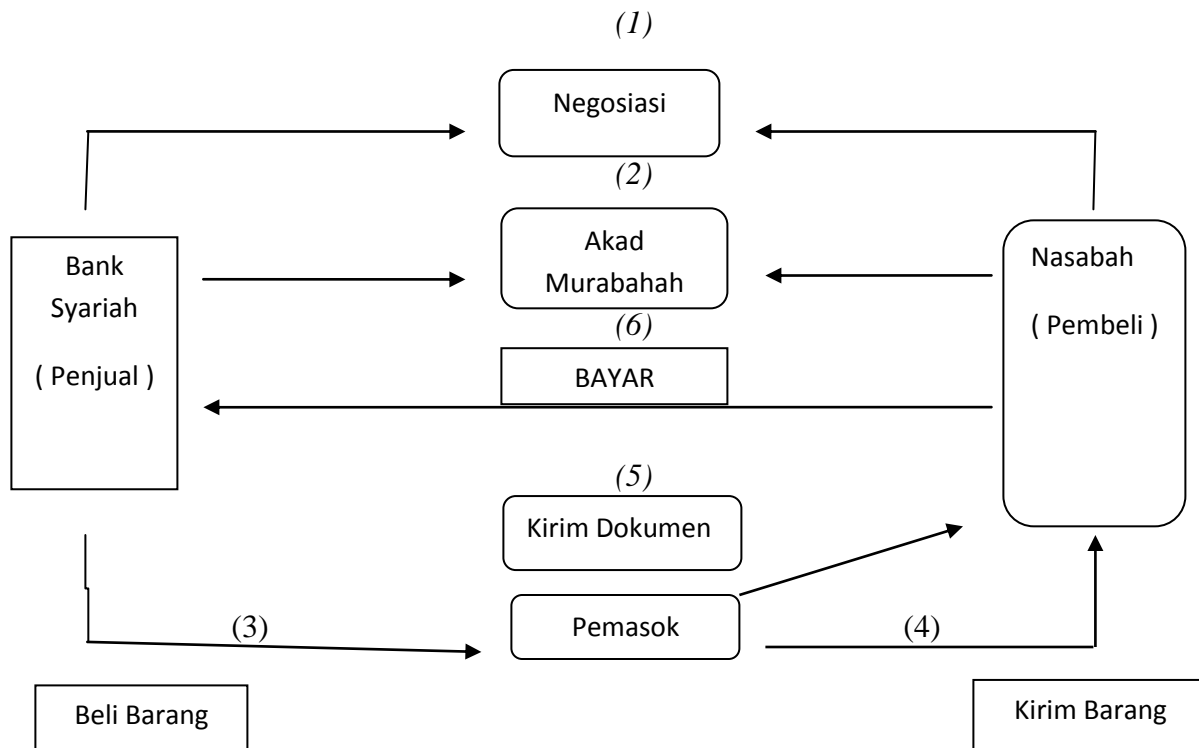 (1)
Negosiasi
(2)
Bank
Syariah
( Penjual )
Akad
Murabahah
Nasabah
( Pembeli )
(6)
BAYAR
(5)
Kirim Dokumen
(3)
Pemasok
(4)
Beli Barang
Kirim Barang